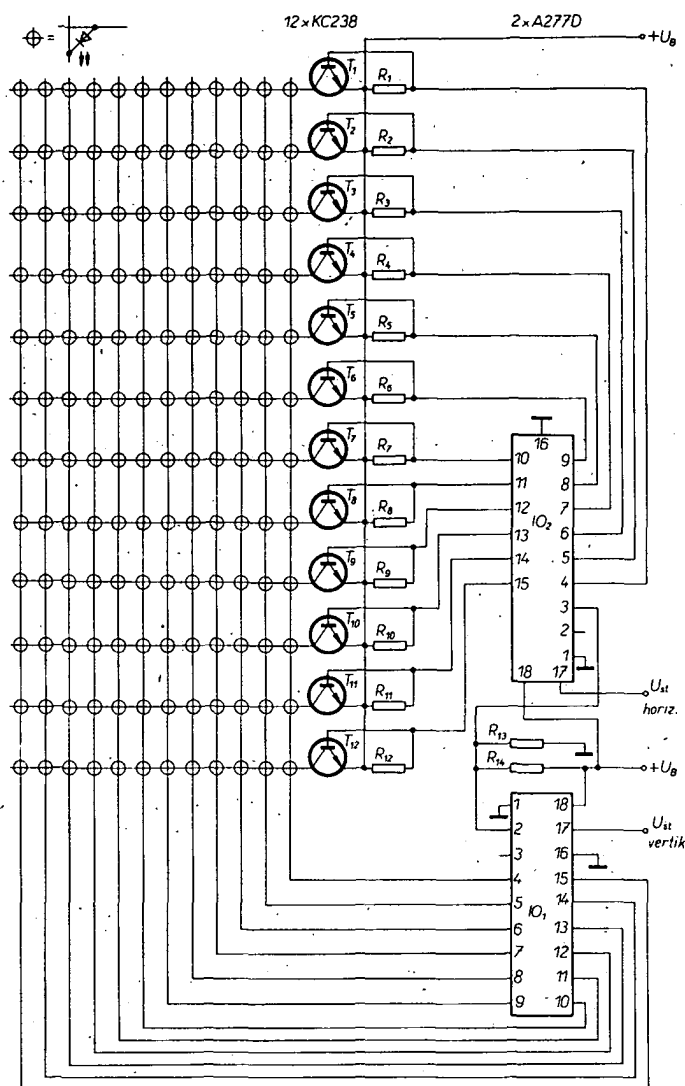 =
12×KC238
2×A277D
+U_B
T1
R1
T2
R2
T3
R3
T4
R4
T5
R5
T6
R6
T7
R7
T8
R8
T9
R9
T10
R10
T11
R11
T12
R12
16
10 9
11 8
12 7
IO2
13 6
14 5
15 4
3
2
1
18 17
U_st
horiz.
R13
R14
+U_B
1 18
2 17
U_st
vertik
3 16
4 15
5 14
IO1
6 13
7 12
8 11
9 10